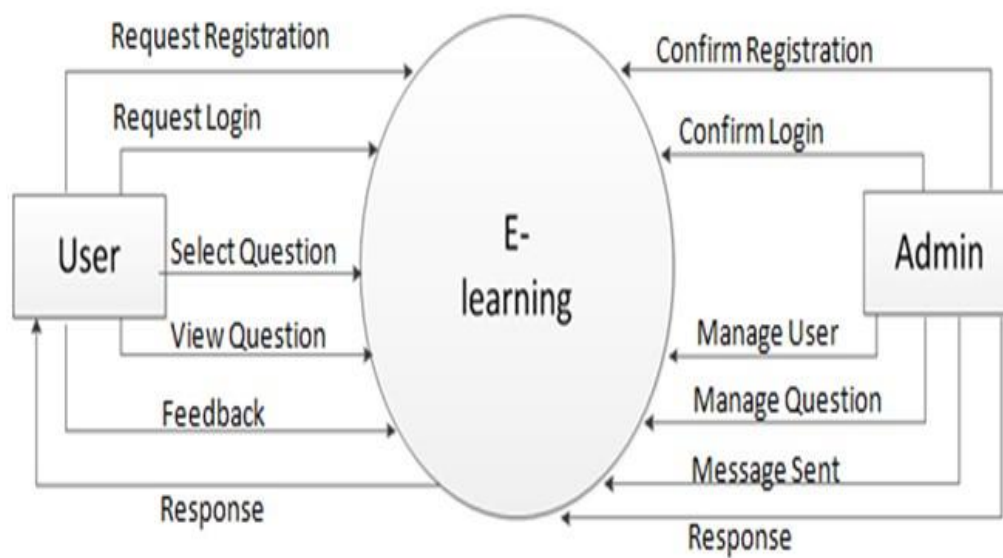 Request Registration
Confirm Registration
Request Login
Confirm Login
User
Select Question
E-
learning
Admin
View Question
Manage User
Feedback
Manage Question
Message Sent
Response
Response